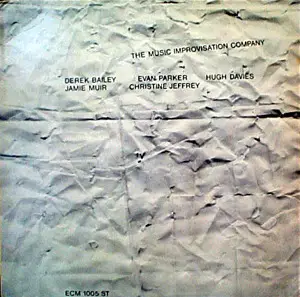 THE MUSIC IMPROVISATION COMPANY
DEREK BAILEY EVAN PARKER HUGH DAVIES
JAMIE MUIR CHRISTINE JEFFREY
ECM 1005 ST